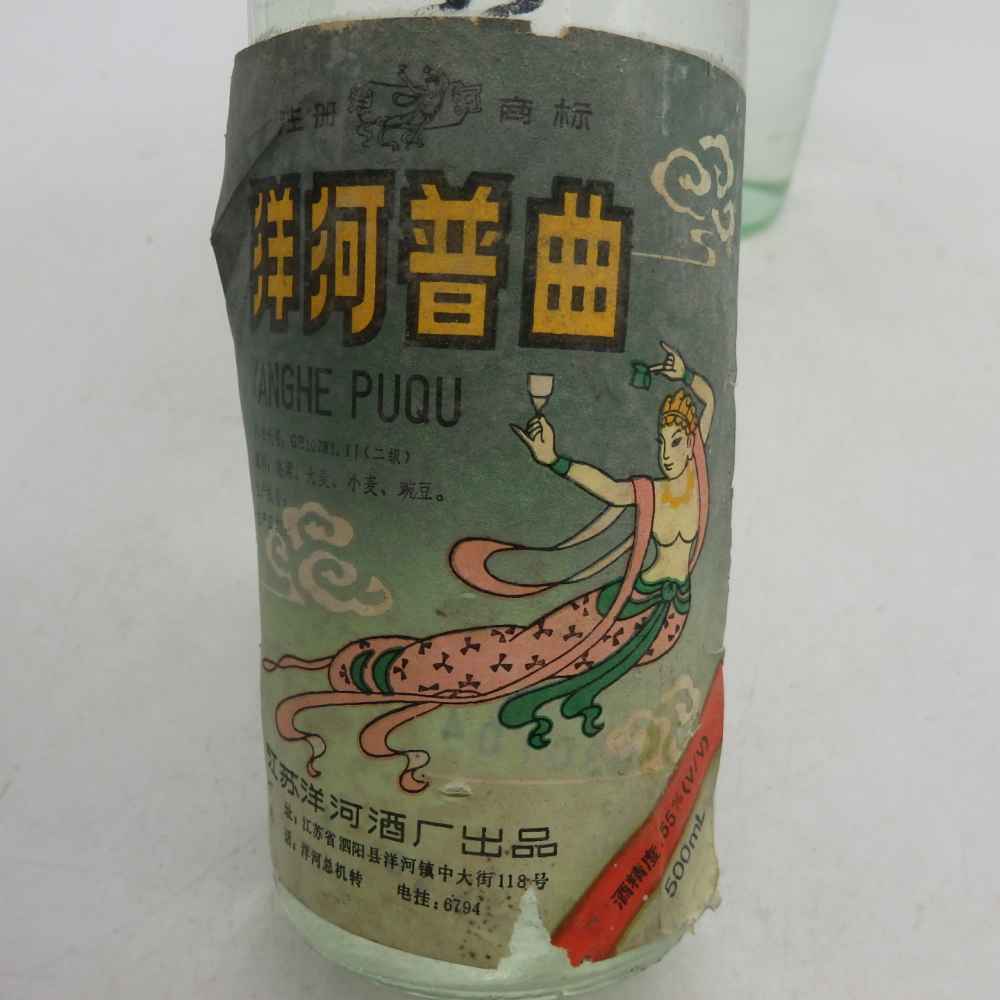 注册 商标
洋河普曲
YANGHE PUQU
(二级)
大麦、小麦、豌豆。
江苏洋河酒厂出品
址：江苏省泗阳县洋河镇中大街118号
话：洋河总机转 电挂：6794
酒精度：55%(V/V)
500mL